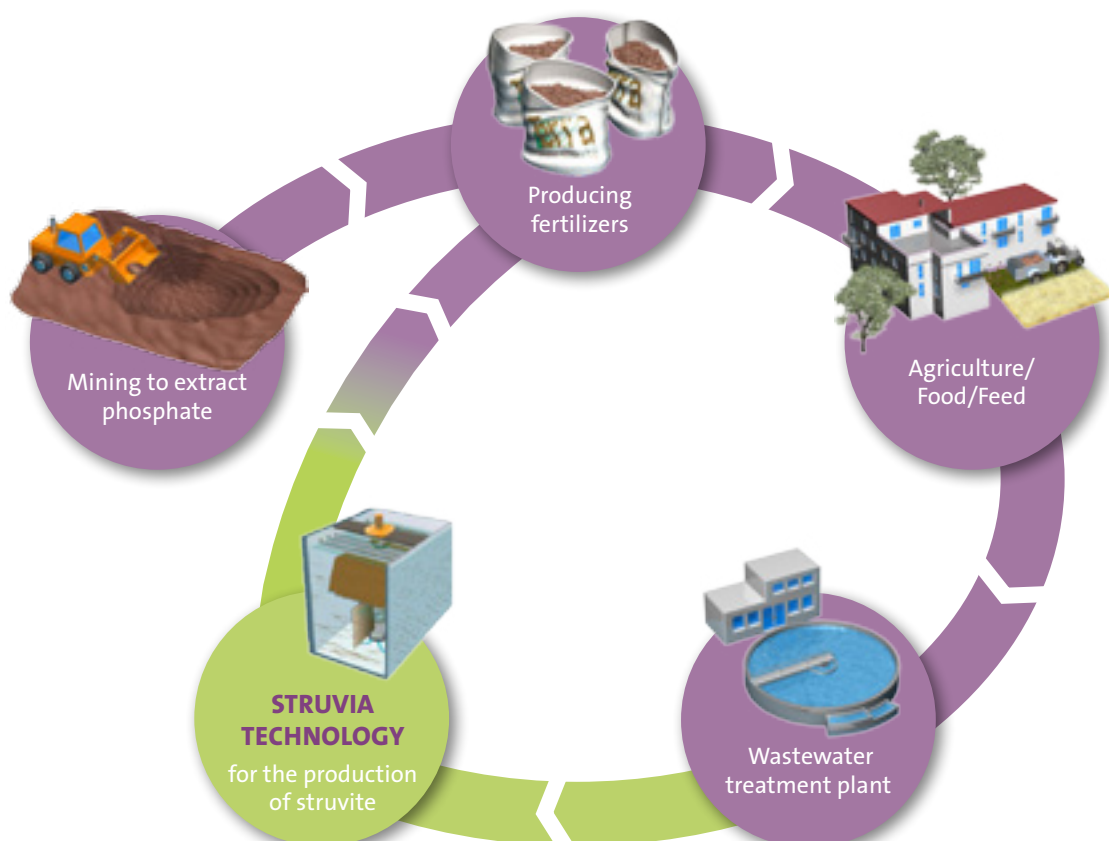 Producing
fertilizers
Mining to extract
phosphate
Agriculture/
Food/Feed
STRUVIA
TECHNOLOGY
for the production
of struvite
Wastewater
treatment plant